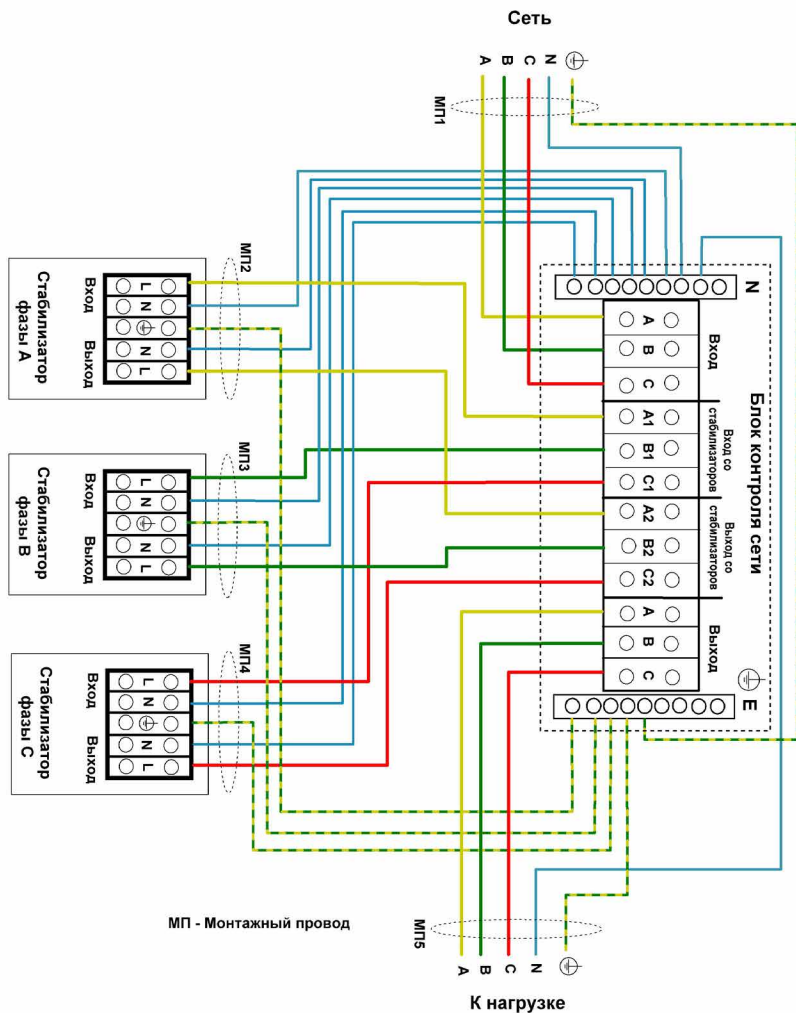 Сеть
A B C N
МП1
МП2
Стабилизатор
фазы А
Вход
Выход
L
N
N
L
МП3
Стабилизатор
фазы В
Вход
Выход
L
N
N
L
МП4
Стабилизатор
фазы С
Вход
Выход
L
N
N
L
Блок контроля сети
N
Вход
A
B
C
Вход со
стабилизаторов
A1
B1
C1
Выход со
стабилизаторов
A2
B2
C2
Выход
A
B
C
E
МП - Монтажный провод
МП5
A B C N
К нагрузке